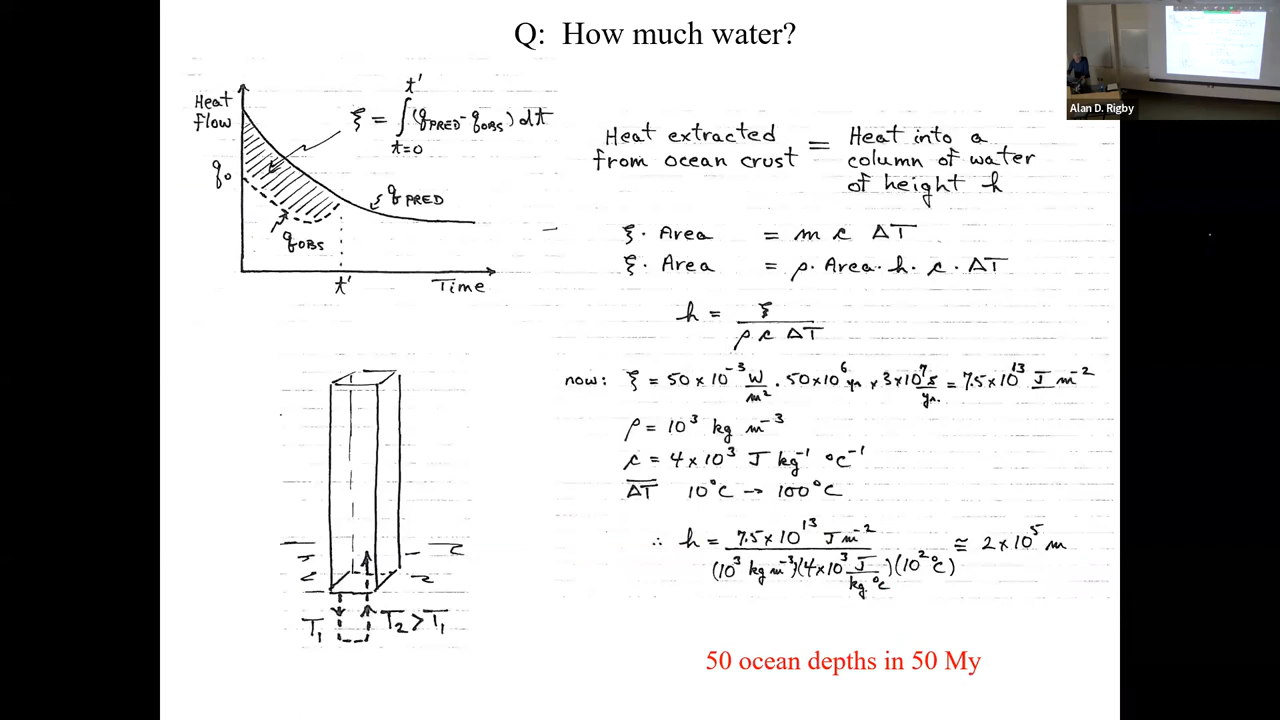 Q: How much water?
Alan D. Rigby
Heat flow
q₀
ξ = ∫ t=0 t' (q_PRED - q_OBS) dt
q_PRED
q_OBS
t'
Time
Heat extracted from ocean crust = Heat into a column of water of height h
ξ · Area = m c ΔT
ξ · Area = ρ · Area · h · c · ΔT
h = ξ / ρ c ΔT
now: ξ = 50 × 10⁻³ W/m² · 50×10⁶ yr × 3×10⁷ s/yr. = 7.5×10¹³ J m⁻²
ρ = 10³ kg m⁻³
c = 4×10³ J kg⁻¹ °C⁻¹
ΔT 10°C → 100°C
∴ h = 7.5×10¹³ J m⁻² / (10³ kg m⁻³)(4×10³ J/kg °C)(10² °C) ≅ 2×10⁵ m
T₁
T₂ > T₁
50 ocean depths in 50 My